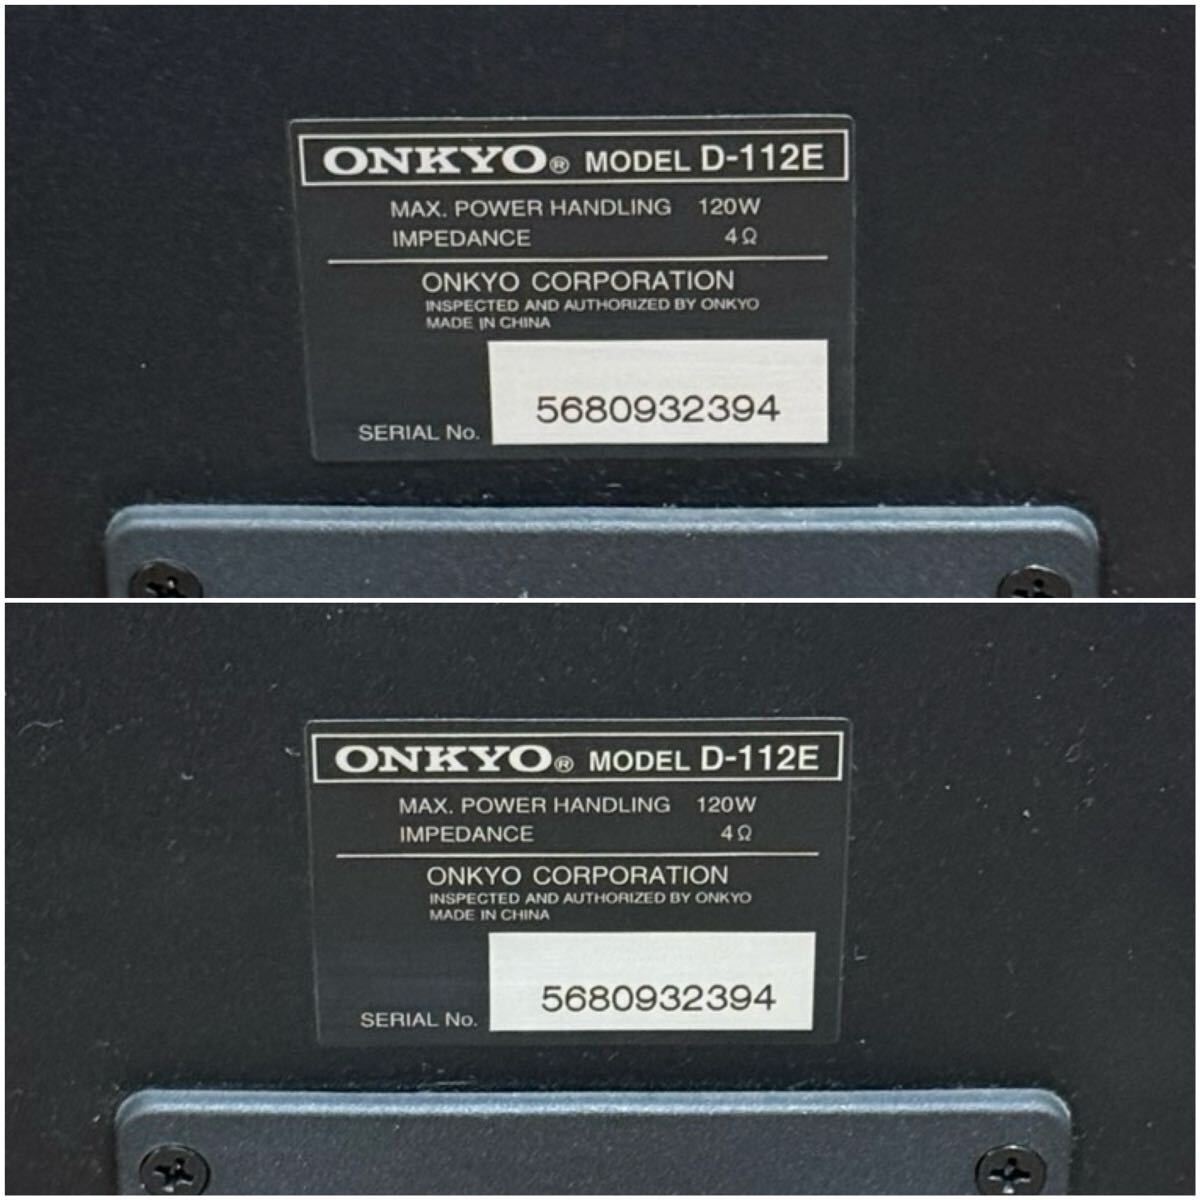 ONKYO® MODEL D-112E
MAX. POWER HANDLING 120W
IMPEDANCE 4Ω
ONKYO CORPORATION
INSPECTED AND AUTHORIZED BY ONKYO
MADE IN CHINA
5680932394
SERIAL No.
ONKYO® MODEL D-112E
MAX. POWER HANDLING 120W
IMPEDANCE 4Ω
ONKYO CORPORATION
INSPECTED AND AUTHORIZED BY ONKYO
MADE IN CHINA
5680932394
SERIAL No.